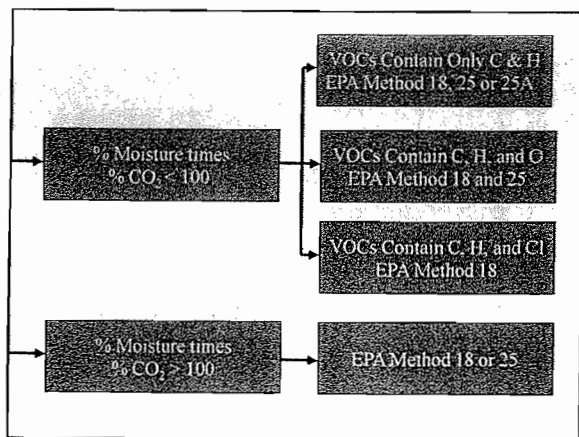 VOCs Contain Only C & H
EPA Method 18, 25 or 25A
% Moisture times
% CO₂ < 100
VOCs Contain C, H, and O
EPA Method 18 and 25
VOCs Contain C, H, and Cl
EPA Method 18
% Moisture times
% CO₂ > 100
EPA Method 18 or 25